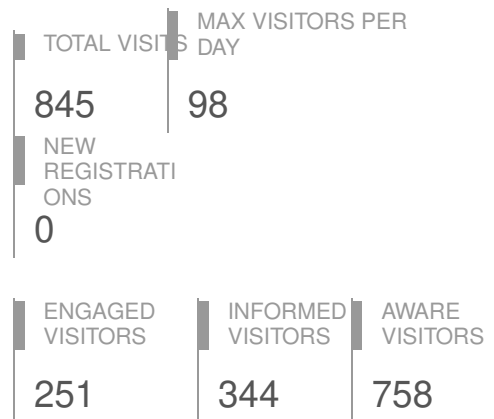 TOTAL VISITS
MAX VISITORS PER
DAY
845
98
NEW
REGISTRATI
ONS
0
ENGAGED
VISITORS
INFORMED
VISITORS
AWARE
VISITORS
251
344
758